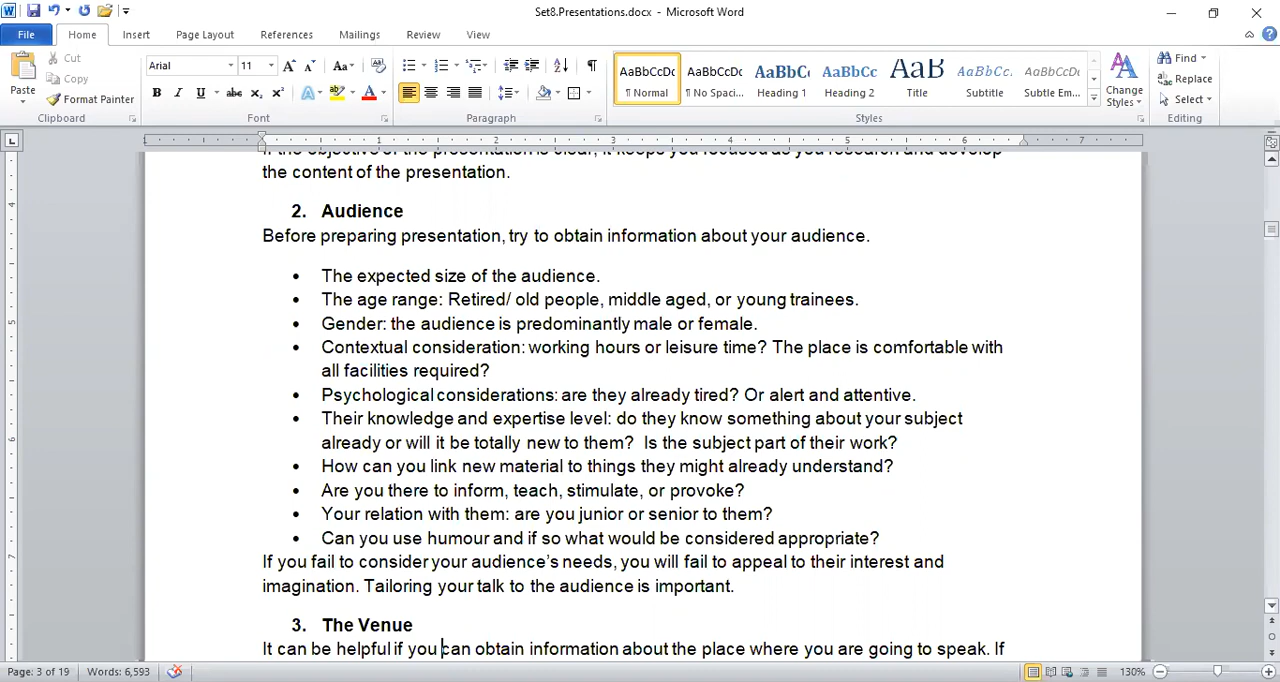 Set8.Presentations.docx - Microsoft Word
File Home Insert Page Layout References Mailings Review View
Paste
Cut
Copy
Format Painter
Clipboard
Arial 11
Font
Paragraph
AaBbCcDc AaBbCcDc AaBbC AaBbCc AaB AaBbCc. AaBbCcDc
¶ Normal ¶ No Spaci... Heading 1 Heading 2 Title Subtitle Subtle Em...
Styles
Change
Styles
Find
Replace
Select
Editing
1 1 2 3 4 5 6 7
If the objective of the presentation is clear, it keeps you focused as you research and develop
the content of the presentation.
2. Audience
Before preparing presentation, try to obtain information about your audience.
• The expected size of the audience.
• The age range: Retired/ old people, middle aged, or young trainees.
• Gender: the audience is predominantly male or female.
• Contextual consideration: working hours or leisure time? The place is comfortable with
all facilities required?
• Psychological considerations: are they already tired? Or alert and attentive.
• Their knowledge and expertise level: do they know something about your subject
already or will it be totally new to them?  Is the subject part of their work?
• How can you link new material to things they might already understand?
• Are you there to inform, teach, stimulate, or provoke?
• Your relation with them: are you junior or senior to them?
• Can you use humour and if so what would be considered appropriate?
If you fail to consider your audience's needs, you will fail to appeal to their interest and
imagination. Tailoring your talk to the audience is important.
3. The Venue
It can be helpful if you can obtain information about the place where you are going to speak. If
Page: 3 of 19 Words: 6,593 130%